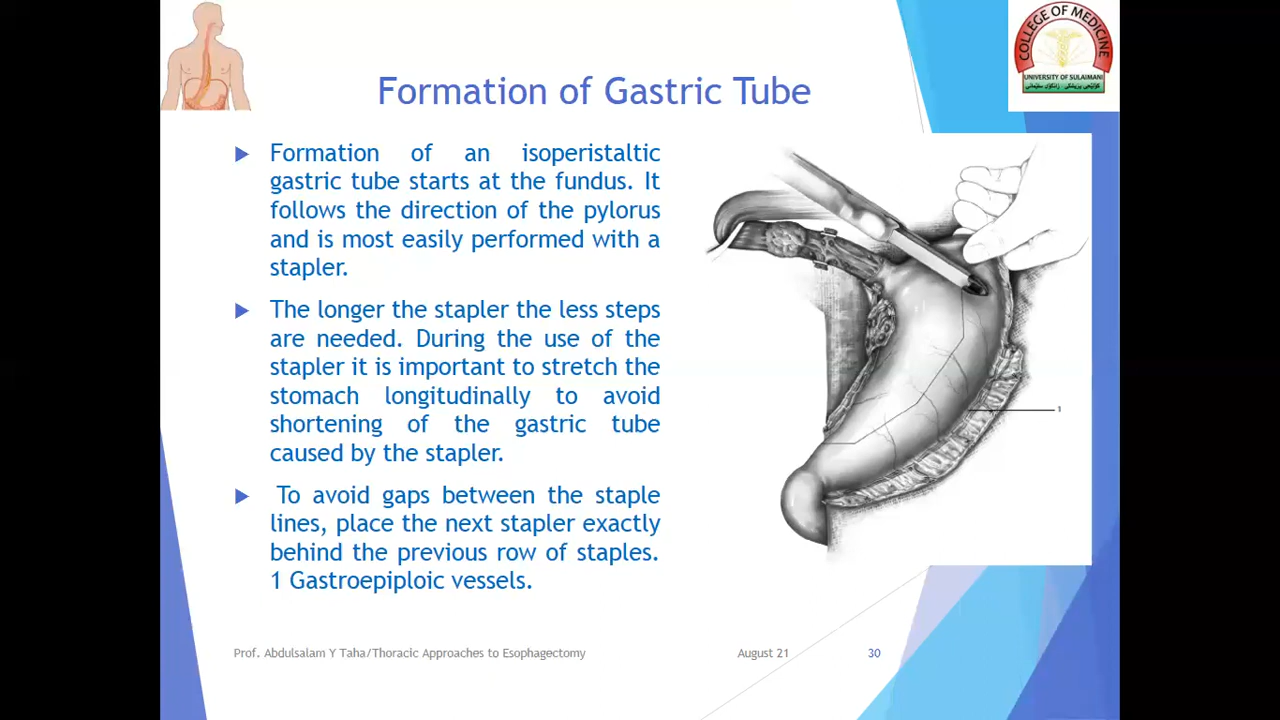 COLLEGE OF MEDICINE
UNIVERSITY OF SULAIMANI
Formation of Gastric Tube
Formation of an isoperistaltic
gastric tube starts at the fundus. It
follows the direction of the pylorus
and is most easily performed with a
stapler.
The longer the stapler the less steps
are needed. During the use of the
stapler it is important to stretch the
stomach longitudinally to avoid
shortening of the gastric tube
caused by the stapler.
To avoid gaps between the staple
lines, place the next stapler exactly
behind the previous row of staples.
1 Gastroepiploic vessels.
1
Prof. Abdulsalam Y Taha/Thoracic Approaches to Esophagectomy
August 21
30